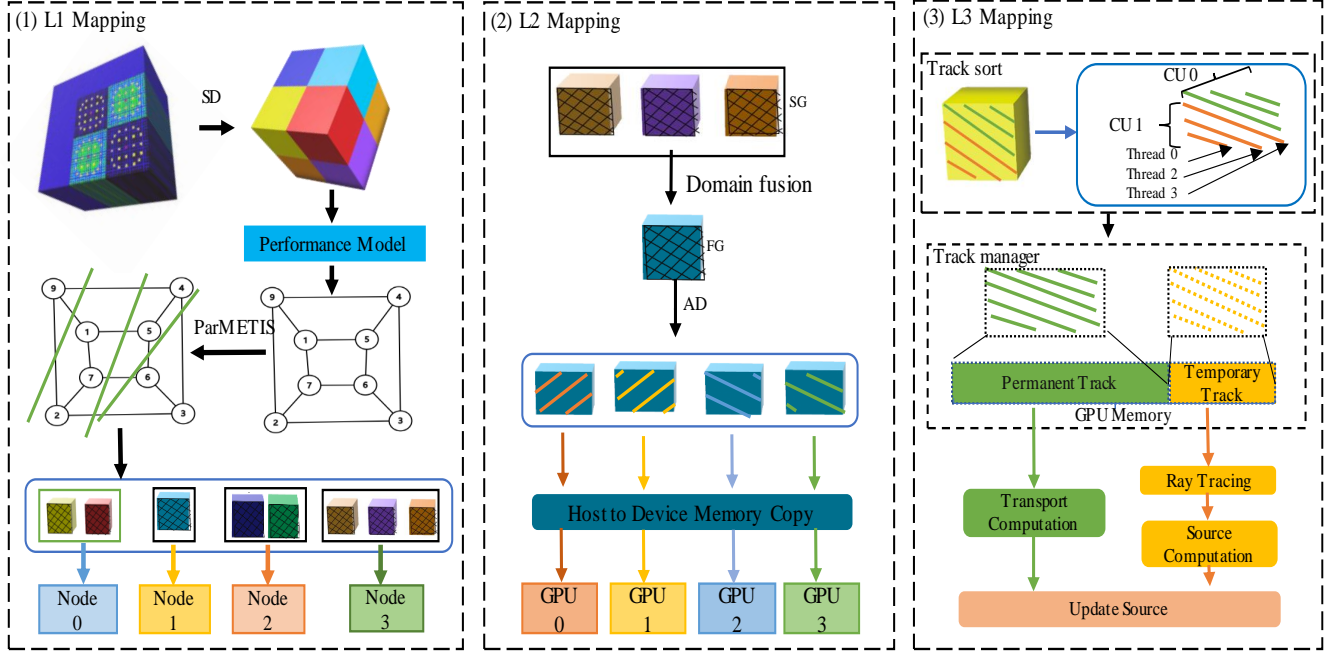 (1) L1 Mapping
SD
Performance Model
9
4
1
5
7
6
2
3
ParMETIS
9
4
1
5
7
6
2
3
Node
0
Node
1
Node
2
Node
3
(2) L2 Mapping
SG
Domain fusion
FG
AD
Host to Device Memory Copy
GPU
0
GPU
1
GPU
2
GPU
3
(3) L3 Mapping
Track sort
CU 0
CU 1
Thread 0
Thread 2
Thread 3
Track manager
Permanent Track
Temporary
Track
GPU Memory
Transport
Computation
Ray Tracing
Source
Computation
Update Source